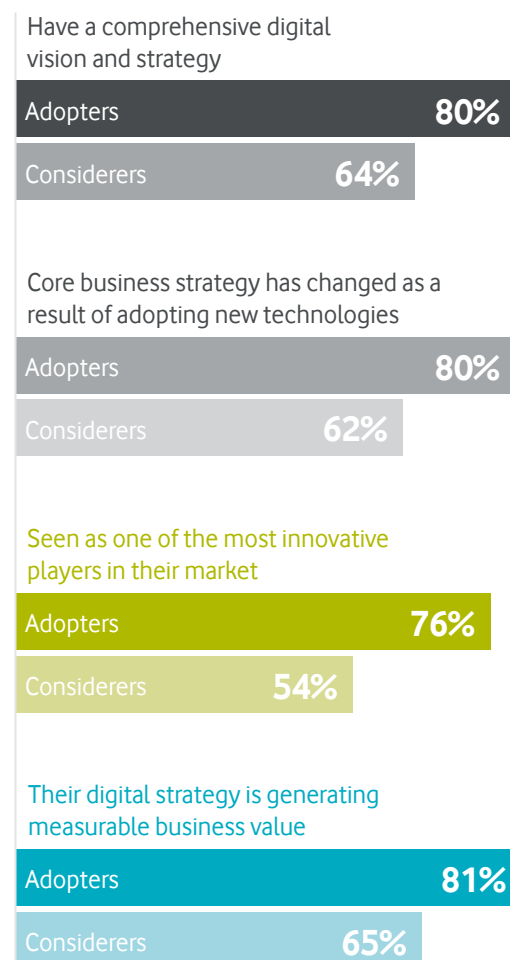 Have a comprehensive digital
vision and strategy
Adopters 80%
Considerers 64%
Core business strategy has changed as a
result of adopting new technologies
Adopters 80%
Considerers 62%
Seen as one of the most innovative
players in their market
Adopters 76%
Considerers 54%
Their digital strategy is generating
measurable business value
Adopters 81%
Considerers 65%